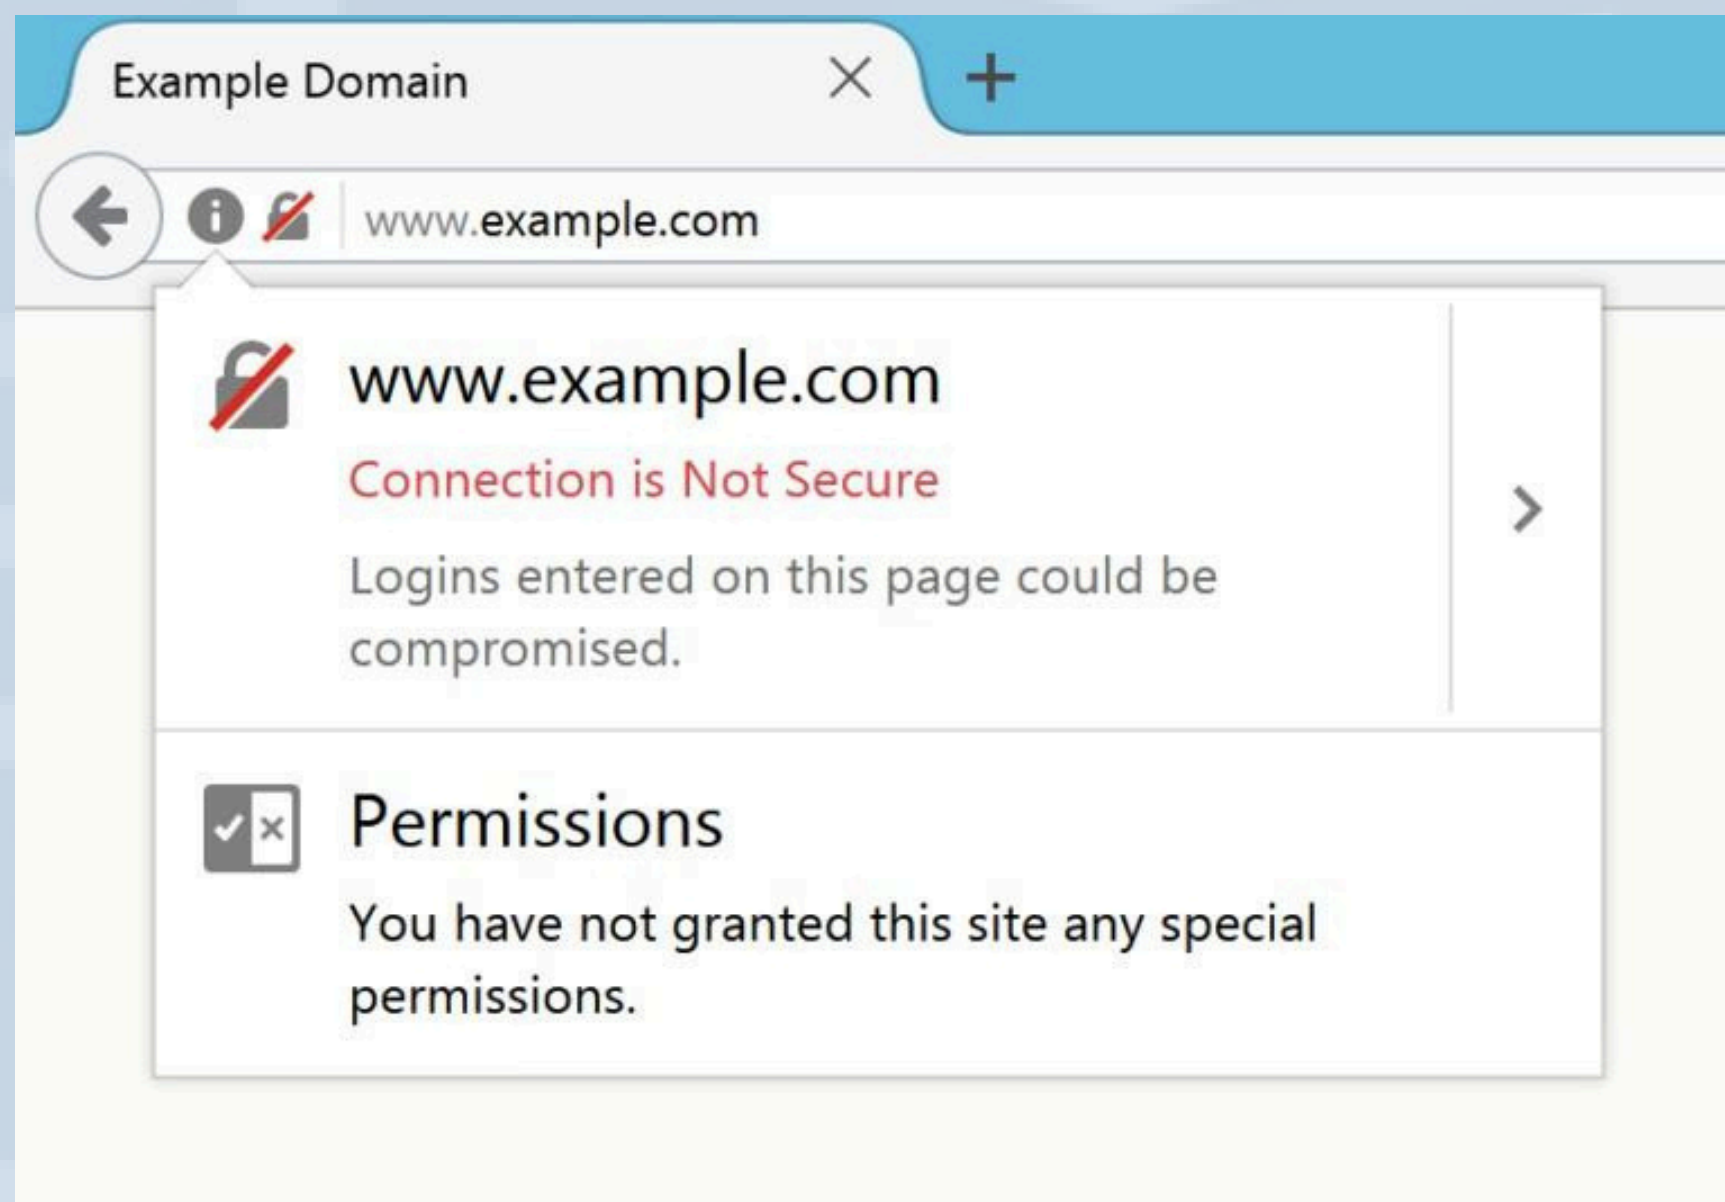 Example Domain
www.example.com
www.example.com
Connection is Not Secure
Logins entered on this page could be
compromised.
Permissions
You have not granted this site any special
permissions.